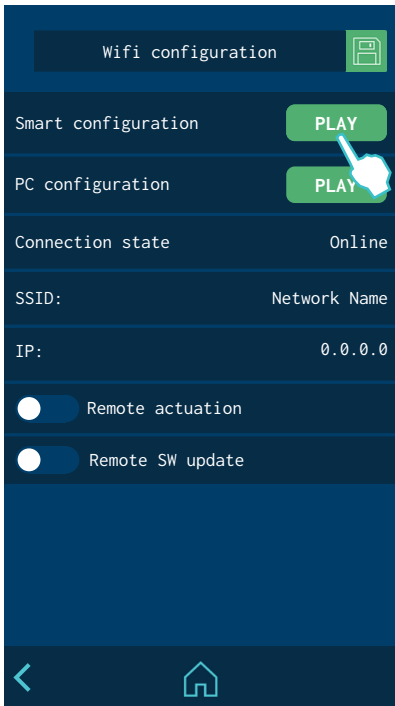 Wifi configuration
Smart configuration PLAY
PC configuration PLAY
Connection state Online
SSID: Network Name
IP: 0.0.0.0
Remote actuation
Remote SW update